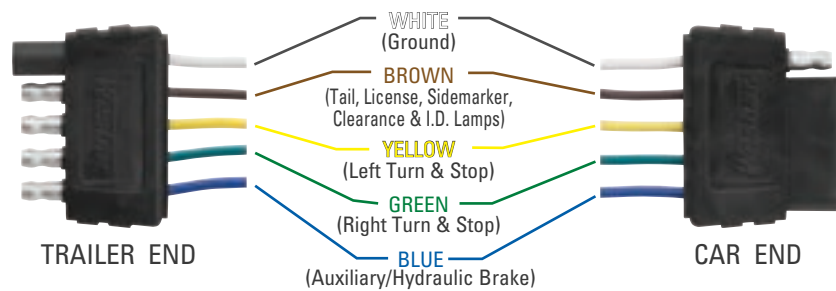 WHITE
(Ground)
BROWN
(Tail, License, Sidemarker,
Clearance & I.D. Lamps)
YELLOW
(Left Turn & Stop)
GREEN
(Right Turn & Stop)
BLUE
(Auxiliary/Hydraulic Brake)
TRAILER END
CAR END